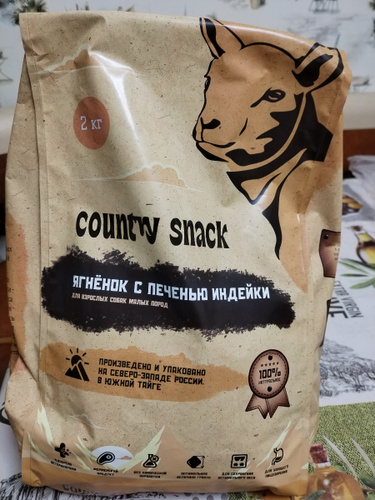 2 кг
country snack
ЯГНЁНОК С ПЕЧЕНЬЮ ИНДЕЙКИ
ДЛЯ ВЗРОСЛЫХ СОБАК МАЛЫХ ПОРОД
ПРОИЗВЕДЕНО И УПАКОВАНО
НА СЕВЕРО-ЗАПАДЕ РОССИИ,
В ЮЖНОЙ ТАЙГЕ
100%
НАТУРАЛЬНО